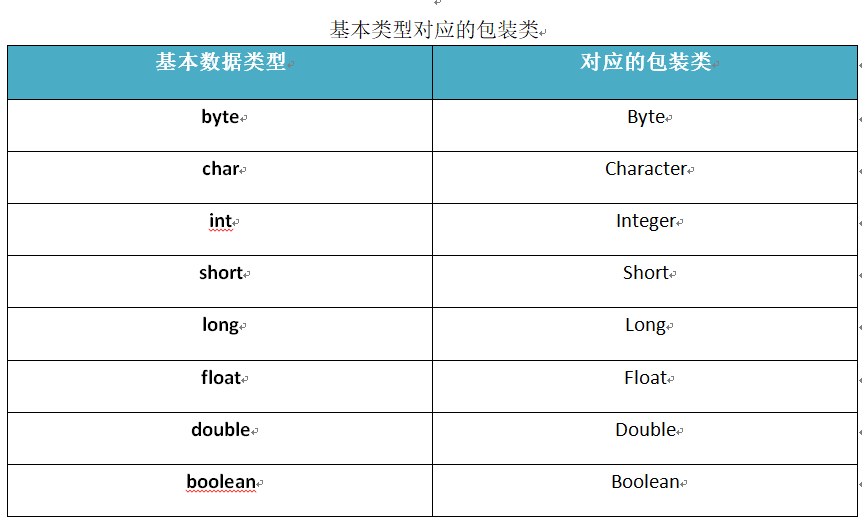 基本类型对应的包装类
基本数据类型 对应的包装类
byte Byte
char Character
int Integer
short Short
long Long
float Float
double Double
boolean Boolean